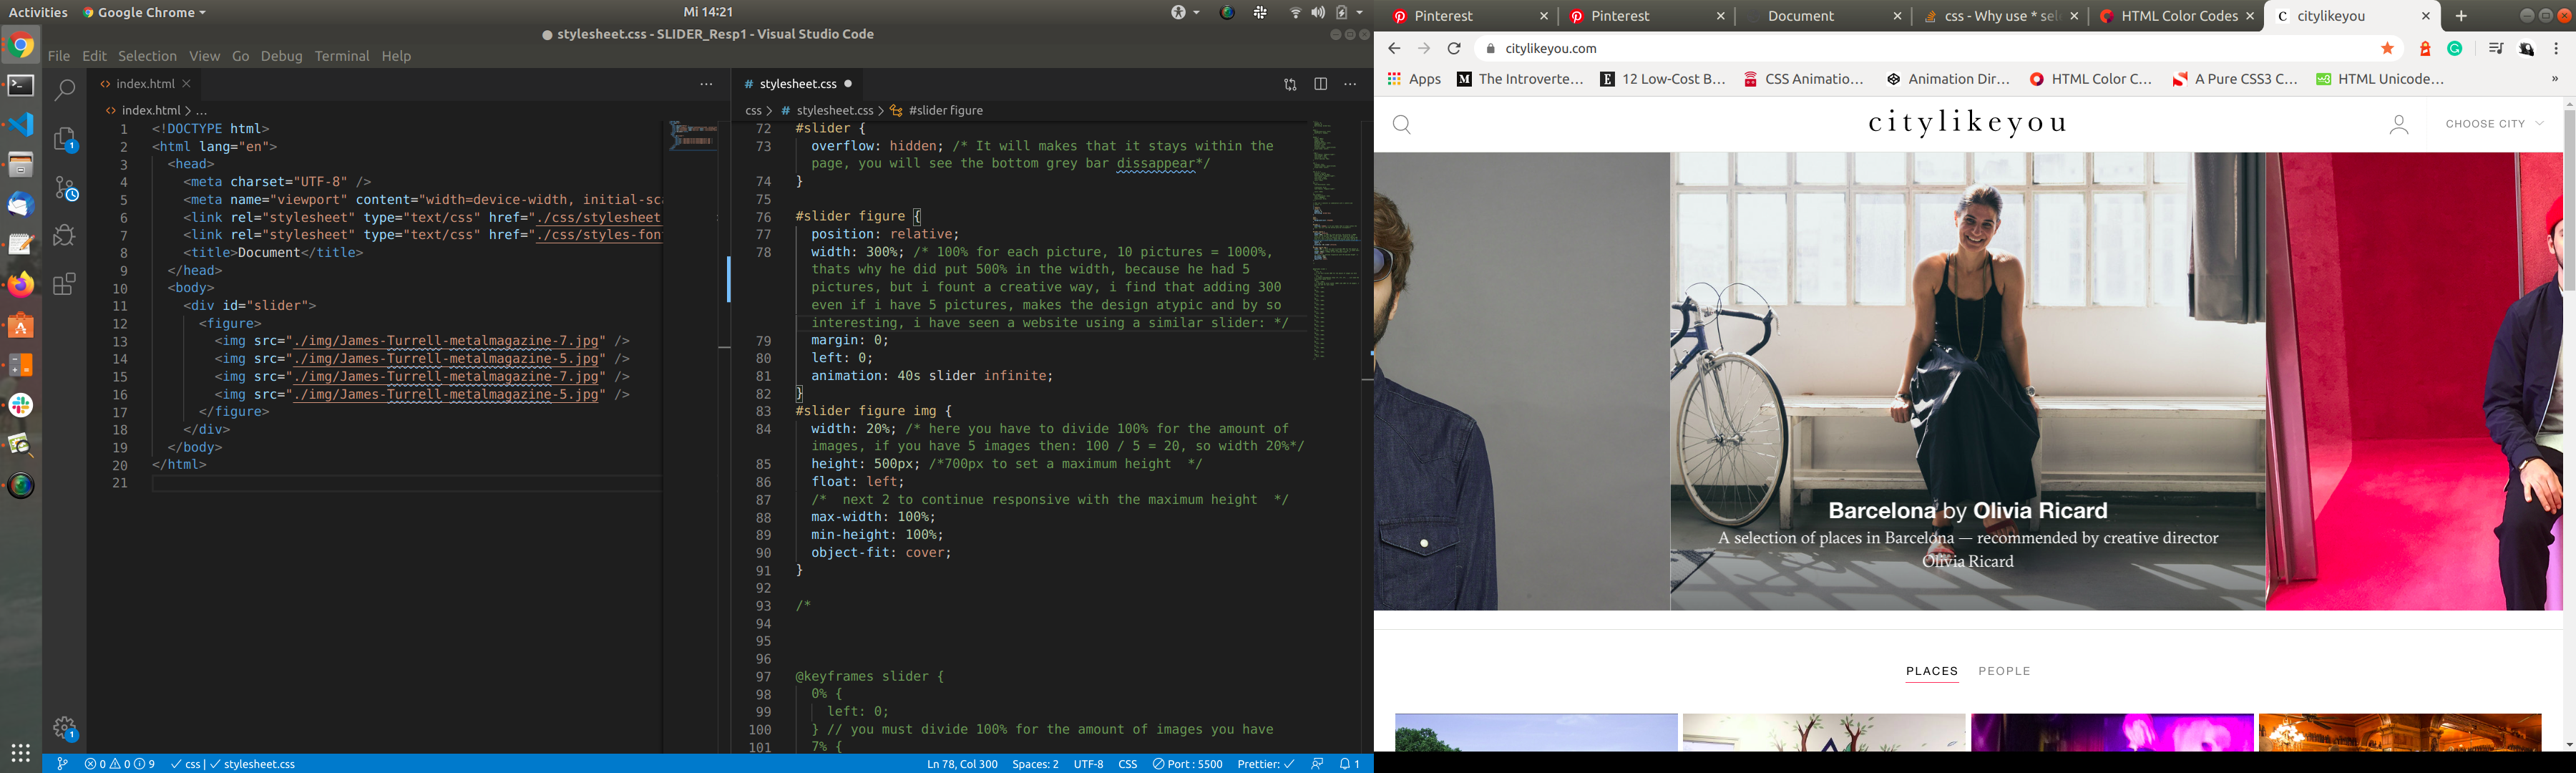 Activities Google Chrome Mi 14:21
stylesheet.css - SLIDER_Resp1 - Visual Studio Code
File Edit Selection View Go Debug Terminal Help
index.html
index.html > ...
1 <!DOCTYPE html>
2 <html lang="en">
3 <head>
4 <meta charset="UTF-8" />
5 <meta name="viewport" content="width=device-width, initial-sca
6 <link rel="stylesheet" type="text/css" href="./css/stylesheet
7 <link rel="stylesheet" type="text/css" href="./css/styles-fon
8 <title>Document</title>
9 </head>
10 <body>
11 <div id="slider">
12 <figure>
13 <img src="./img/James-Turrell-metalmagazine-7.jpg" />
14 <img src="./img/James-Turrell-metalmagazine-5.jpg" />
15 <img src="./img/James-Turrell-metalmagazine-7.jpg" />
16 <img src="./img/James-Turrell-metalmagazine-5.jpg" />
17 </figure>
18 </div>
19 </body>
20 </html>
21
# stylesheet.css
css > # stylesheet.css > #slider figure
72 #slider {
73 overflow: hidden; /* It will makes that it stays within the
page, you will see the bottom grey bar dissappear*/
74 }
75
76 #slider figure {
77 position: relative;
78 width: 300%; /* 100% for each picture, 10 pictures = 1000%,
thats why he did put 500% in the width, because he had 5
pictures, but i fount a creative way, i find that adding 300
even if i have 5 pictures, makes the design atypic and by so
interesting, i have seen a website using a similar slider: */
79 margin: 0;
80 left: 0;
81 animation: 40s slider infinite;
82 }
83 #slider figure img {
84 width: 20%; /* here you have to divide 100% for the amount of
images, if you have 5 images then: 100 / 5 = 20, so width 20%*/
85 height: 500px; /*700px to set a maximum height */
86 float: left;
87 /* next 2 to continue responsive with the maximum height */
88 max-width: 100%;
89 min-height: 100%;
90 object-fit: cover;
91 }
92
93 /*
94
95
96
97 @keyframes slider {
98 0% {
99 left: 0;
100 } // you must divide 100% for the amount of images you have
101 7% {
0 0 9 css | stylesheet.css
Ln 78, Col 300 Spaces: 2 UTF-8 CSS Port : 5500 Prettier: 1
Pinterest Pinterest Document css - Why use * sel HTML Color Codes citylikeyou
citylikeyou.com
Apps The Introverte... 12 Low-Cost B... CSS Animatio... Animation Dir... HTML Color C... A Pure CSS3 C... HTML Unicode... »
citylikeyou
CHOOSE CITY
Barcelona by Olivia Ricard
A selection of places in Barcelona — recommended by creative director
Olivia Ricard
PLACES PEOPLE